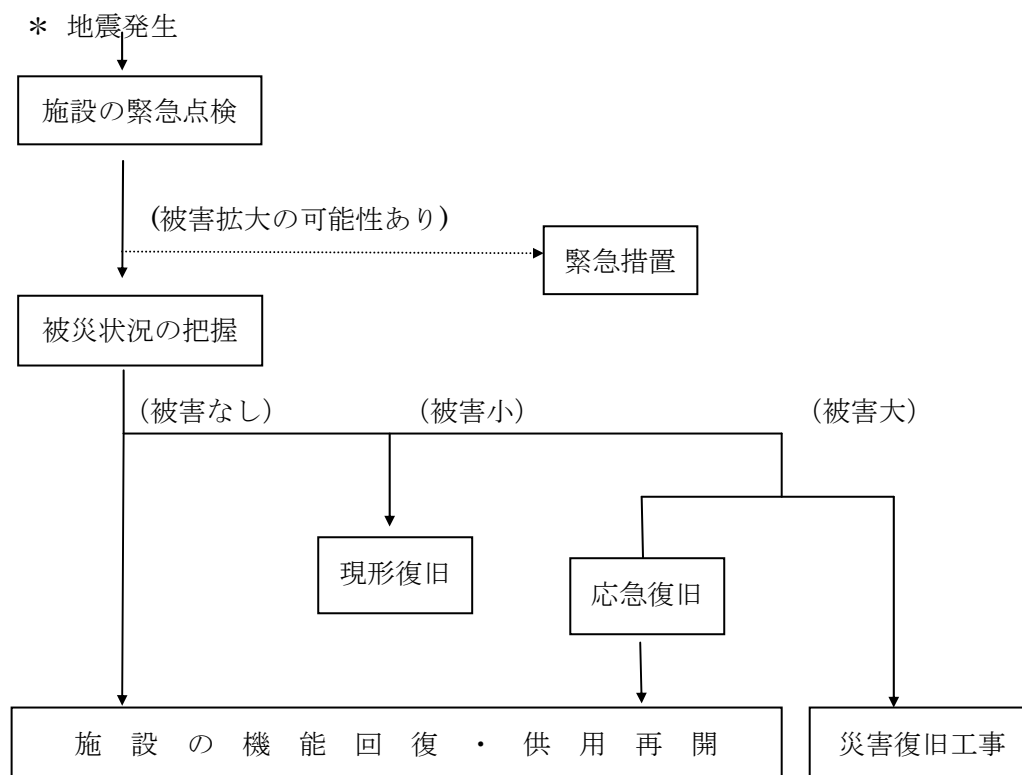 ＊ 地震発生
施設の緊急点検
(被害拡大の可能性あり)
緊急措置
被災状況の把握
(被害なし)
(被害小)
(被害大)
現形復旧
応急復旧
施設の機能回復・供用再開
災害復旧工事